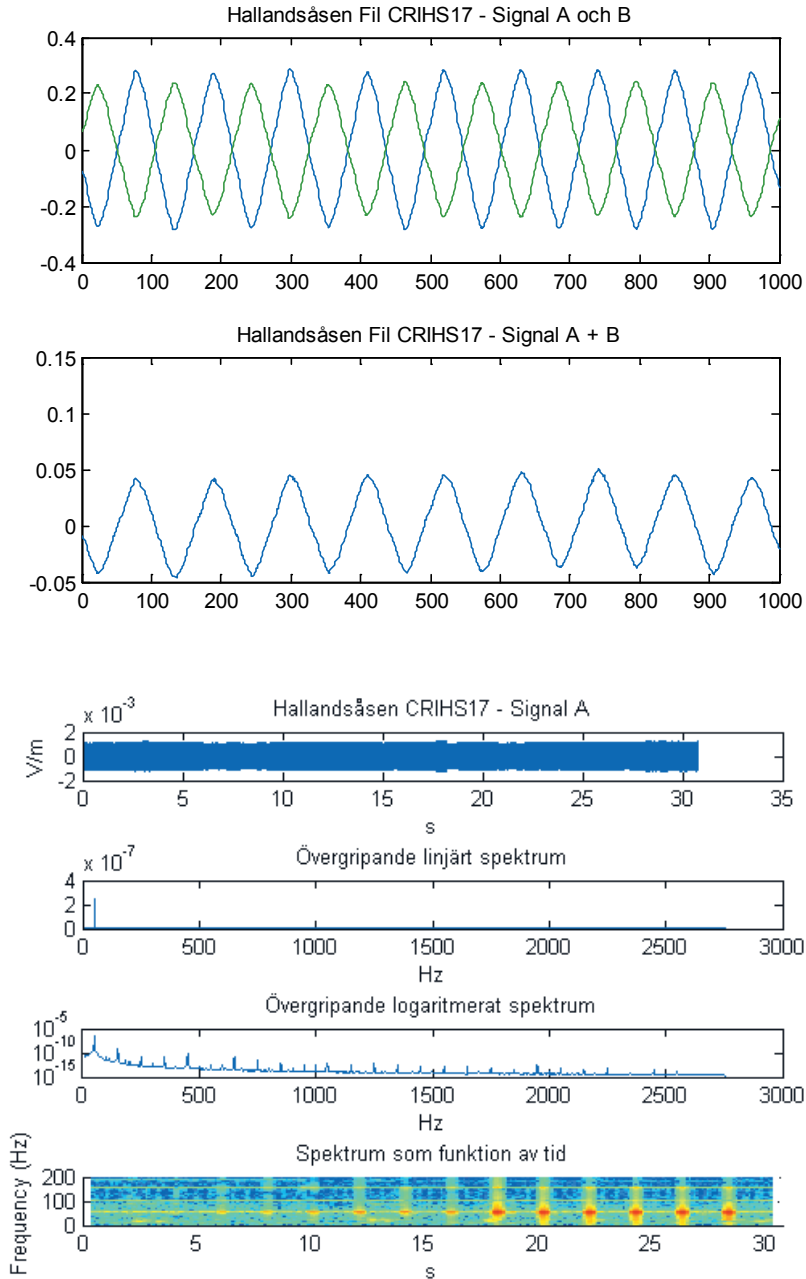 Hallandsåsen Fil CRIHS17 - Signal A och B
0.4
0.2
0
-0.2
-0.4
0 100 200 300 400 500 600 700 800 900 1000
Hallandsåsen Fil CRIHS17 - Signal A + B
0.15
0.1
0.05
0
-0.05
0 100 200 300 400 500 600 700 800 900 1000
x 10-3
Hallandsåsen CRIHS17 - Signal A
V/m
2
0
-2
0 5 10 15 20 25 30 35
s
x 10-7
Övergripande linjärt spektrum
4
2
0
0 500 1000 1500 2000 2500 3000
Hz
Övergripande logaritmerat spektrum
10-5
10-10
10-15
0 500 1000 1500 2000 2500 3000
Hz
Spektrum som funktion av tid
Frequency (Hz)
200
100
0
0 5 10 15 20 25 30
s